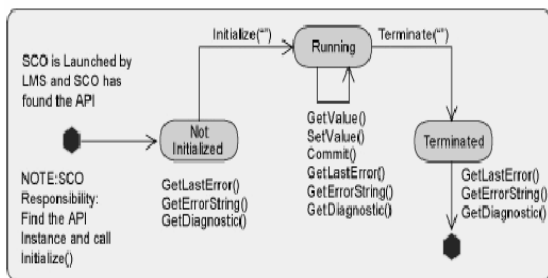 Initialize("")
Running
Terminate("")
SCO is Launched by
LMS and SCO has
found the API
Not
Initialized
GetValue()
SetValue()
Commit()
GetLastError()
GetErrorString()
GetDiagnostic()
Terminated
NOTE:SCO
Responsibility:
Find the API
Instance and call
Initialize()
GetLastError()
GetErrorString()
GetDiagnostic()
GetLastError()
GetErrorString()
GetDiagnostic()